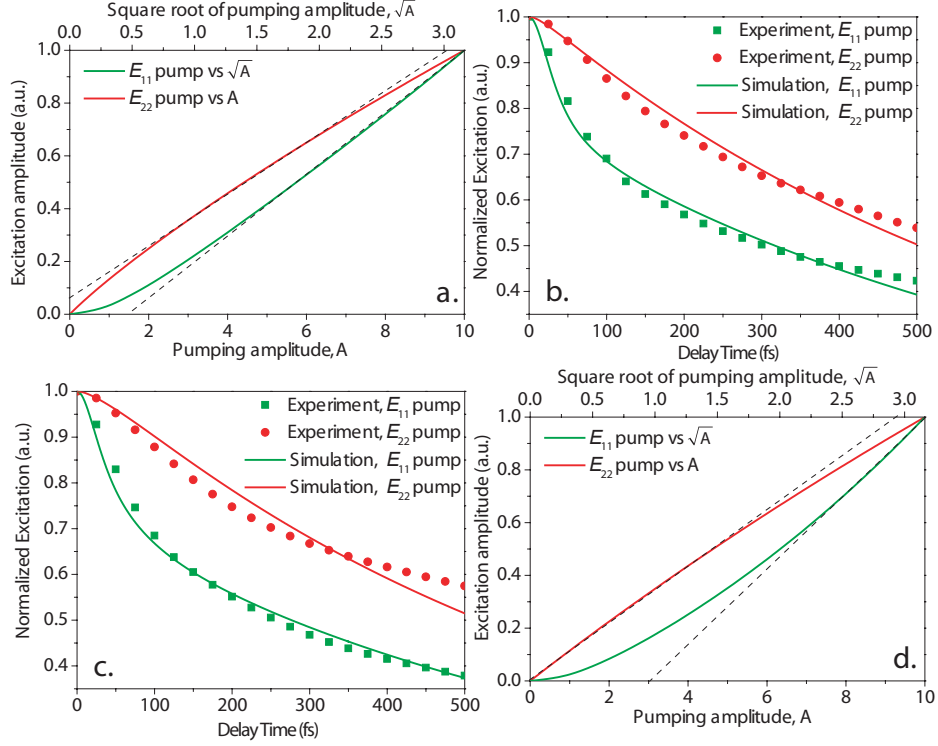 Square root of pumping amplitude, √A
0.0 0.5 1.0 1.5 2.0 2.5 3.0
1.0
0.8
0.6
0.4
0.2
0.0
Excitation amplitude (a.u.)
E11 pump vs √A
E22 pump vs A
a.
0 2 4 6 8 10
Pumping amplitude, A
1.0
0.9
0.8
0.7
0.6
0.5
0.4
Normalized Excitation (a.u.)
Experiment, E11 pump
Experiment, E22 pump
Simulation, E11 pump
Simulation, E22 pump
b.
0 100 200 300 400 500
Delay Time (fs)
1.0
0.9
0.8
0.7
0.6
0.5
0.4
Normalized Excitation (a.u.)
Experiment, E11 pump
Experiment, E22 pump
Simulation, E11 pump
Simulation, E22 pump
c.
0 100 200 300 400 500
Delay Time (fs)
Square root of pumping amplitude, √A
0.0 0.5 1.0 1.5 2.0 2.5 3.0
1.0
0.8
0.6
0.4
0.2
0.0
Excitation amplitude (a.u.)
E11 pump vs √A
E22 pump vs A
d.
0 2 4 6 8 10
Pumping amplitude, A